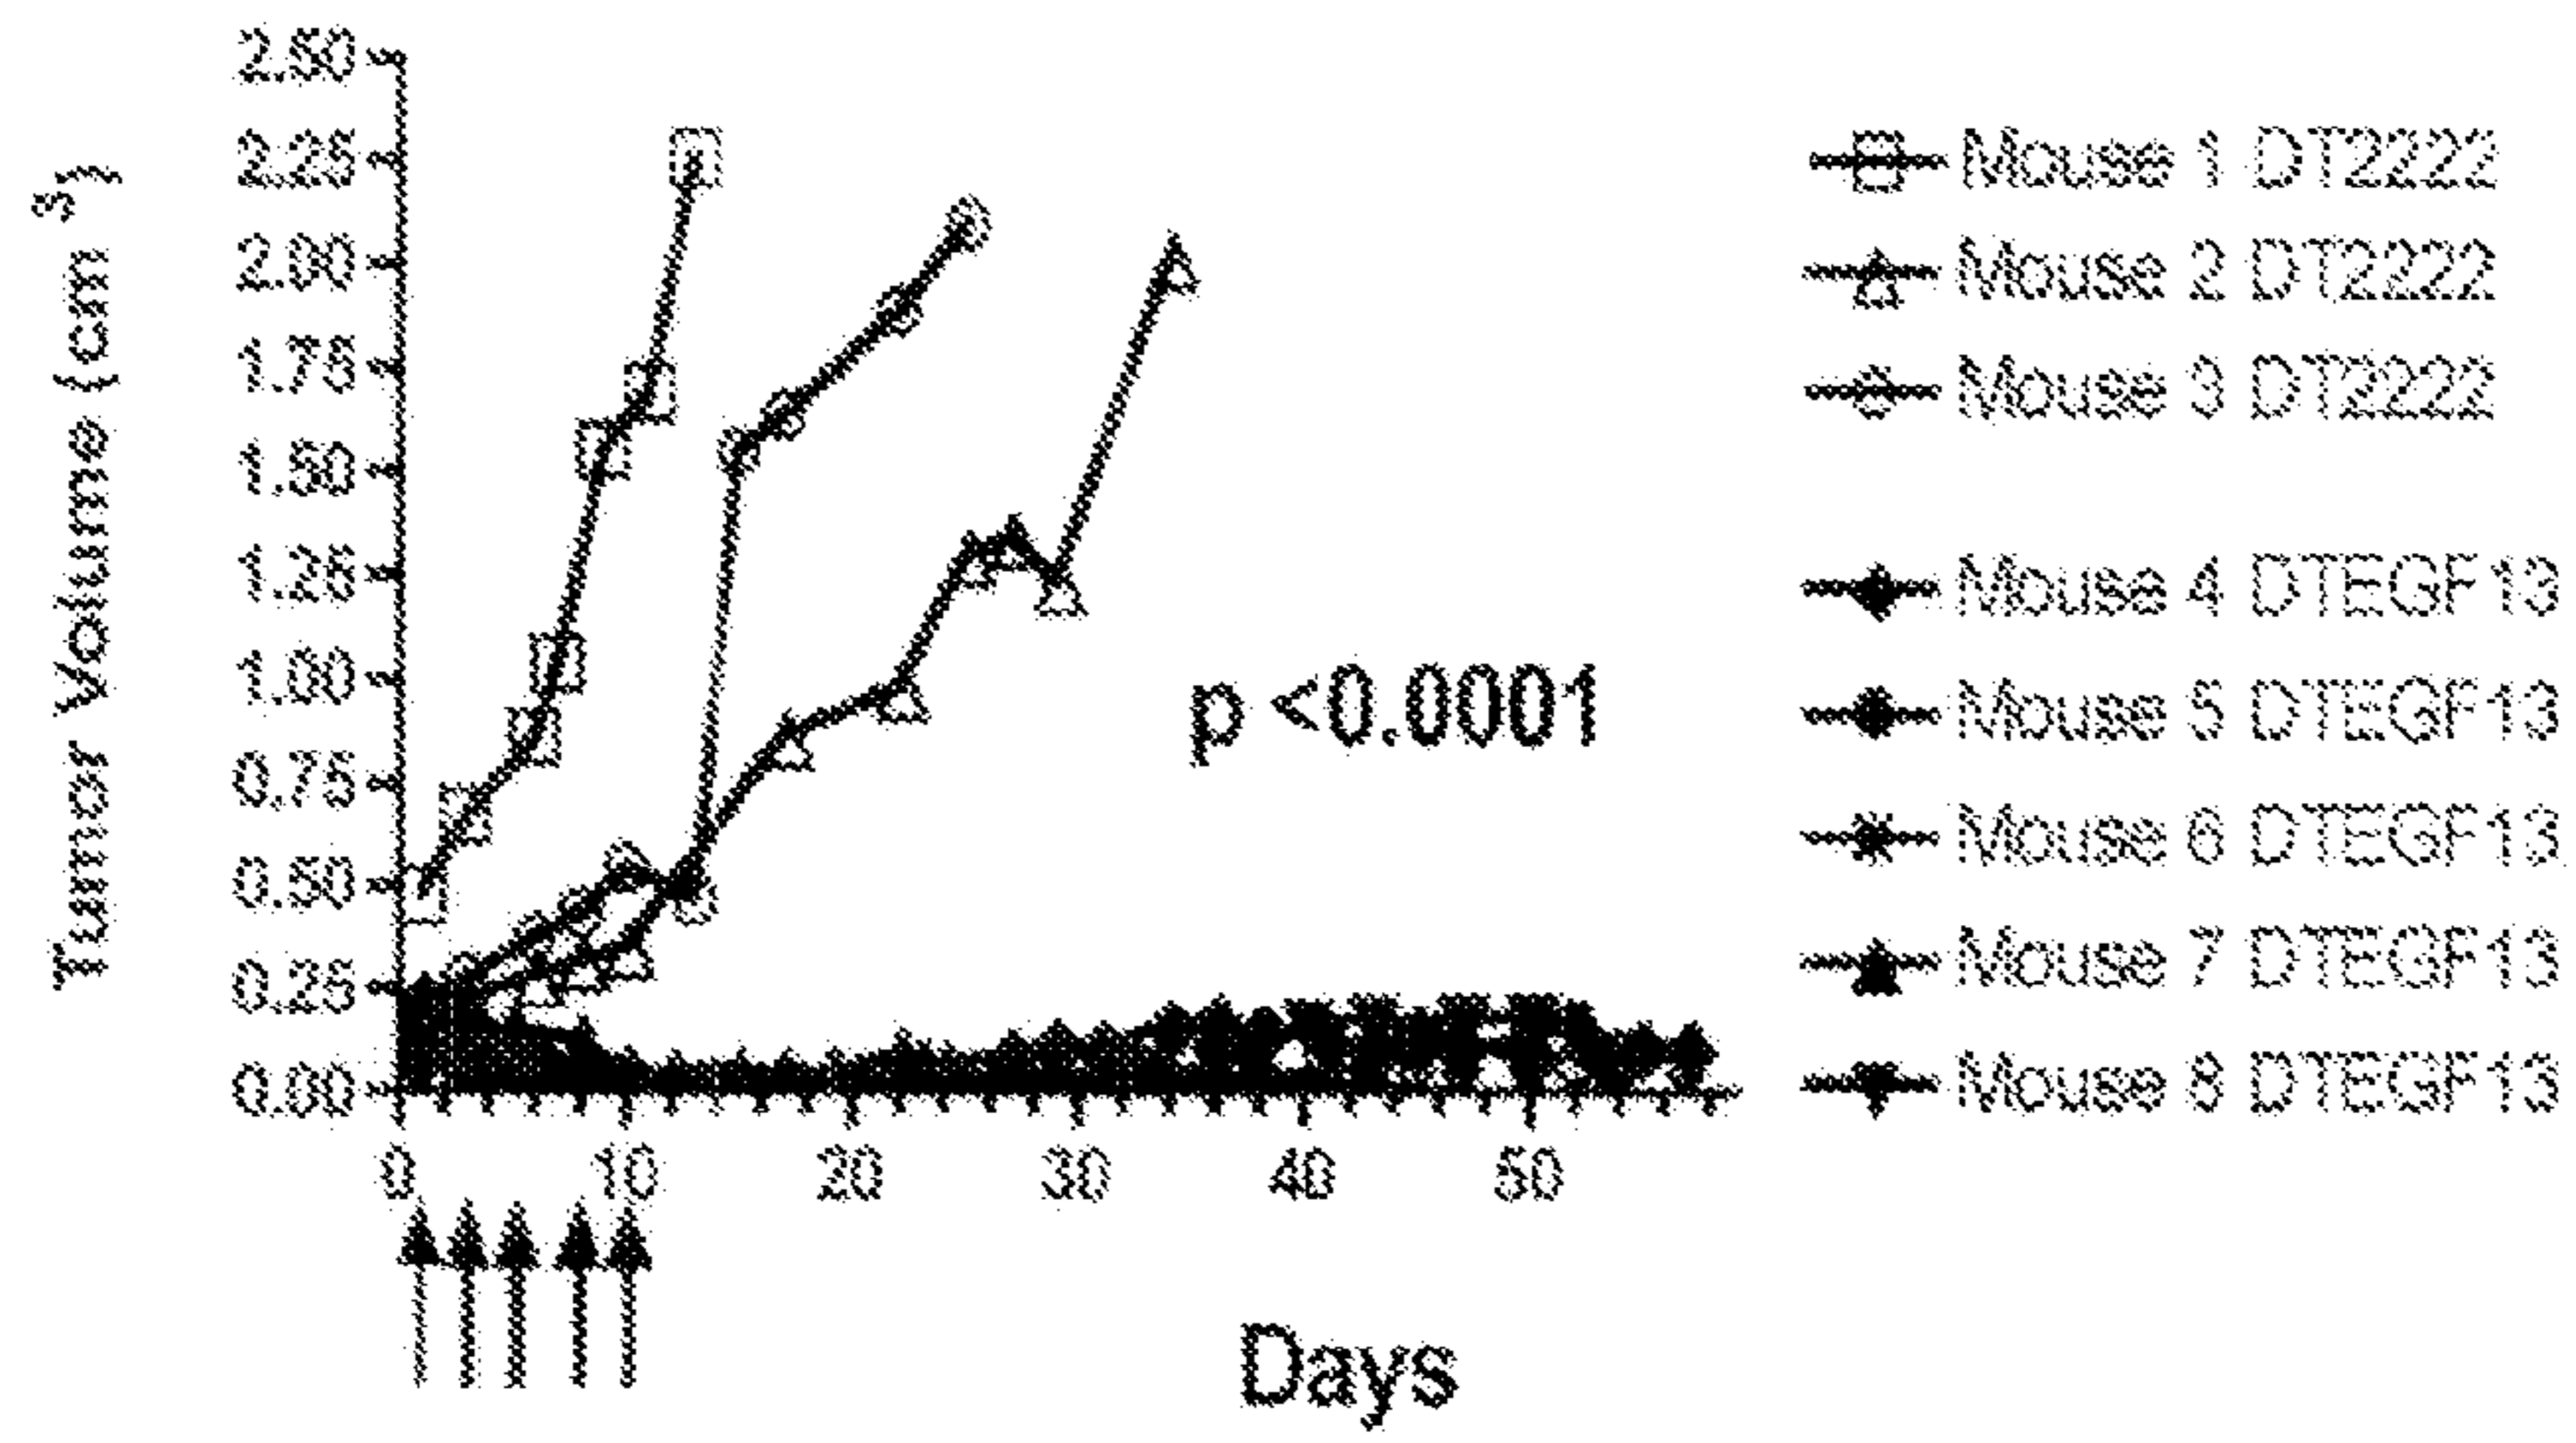 Tumor Volume (cm 3)
2.50
2.25
2.00
1.75
1.50
1.25
1.00
0.75
0.50
0.25
0.00
0 10 20 30 40 50
Days
p <0.0001
Mouse 1 DT2222
Mouse 2 DT2222
Mouse 3 DT2222
Mouse 4 DTEGF13
Mouse 5 DTEGF13
Mouse 6 DTEGF13
Mouse 7 DTEGF13
Mouse 8 DTEGF13